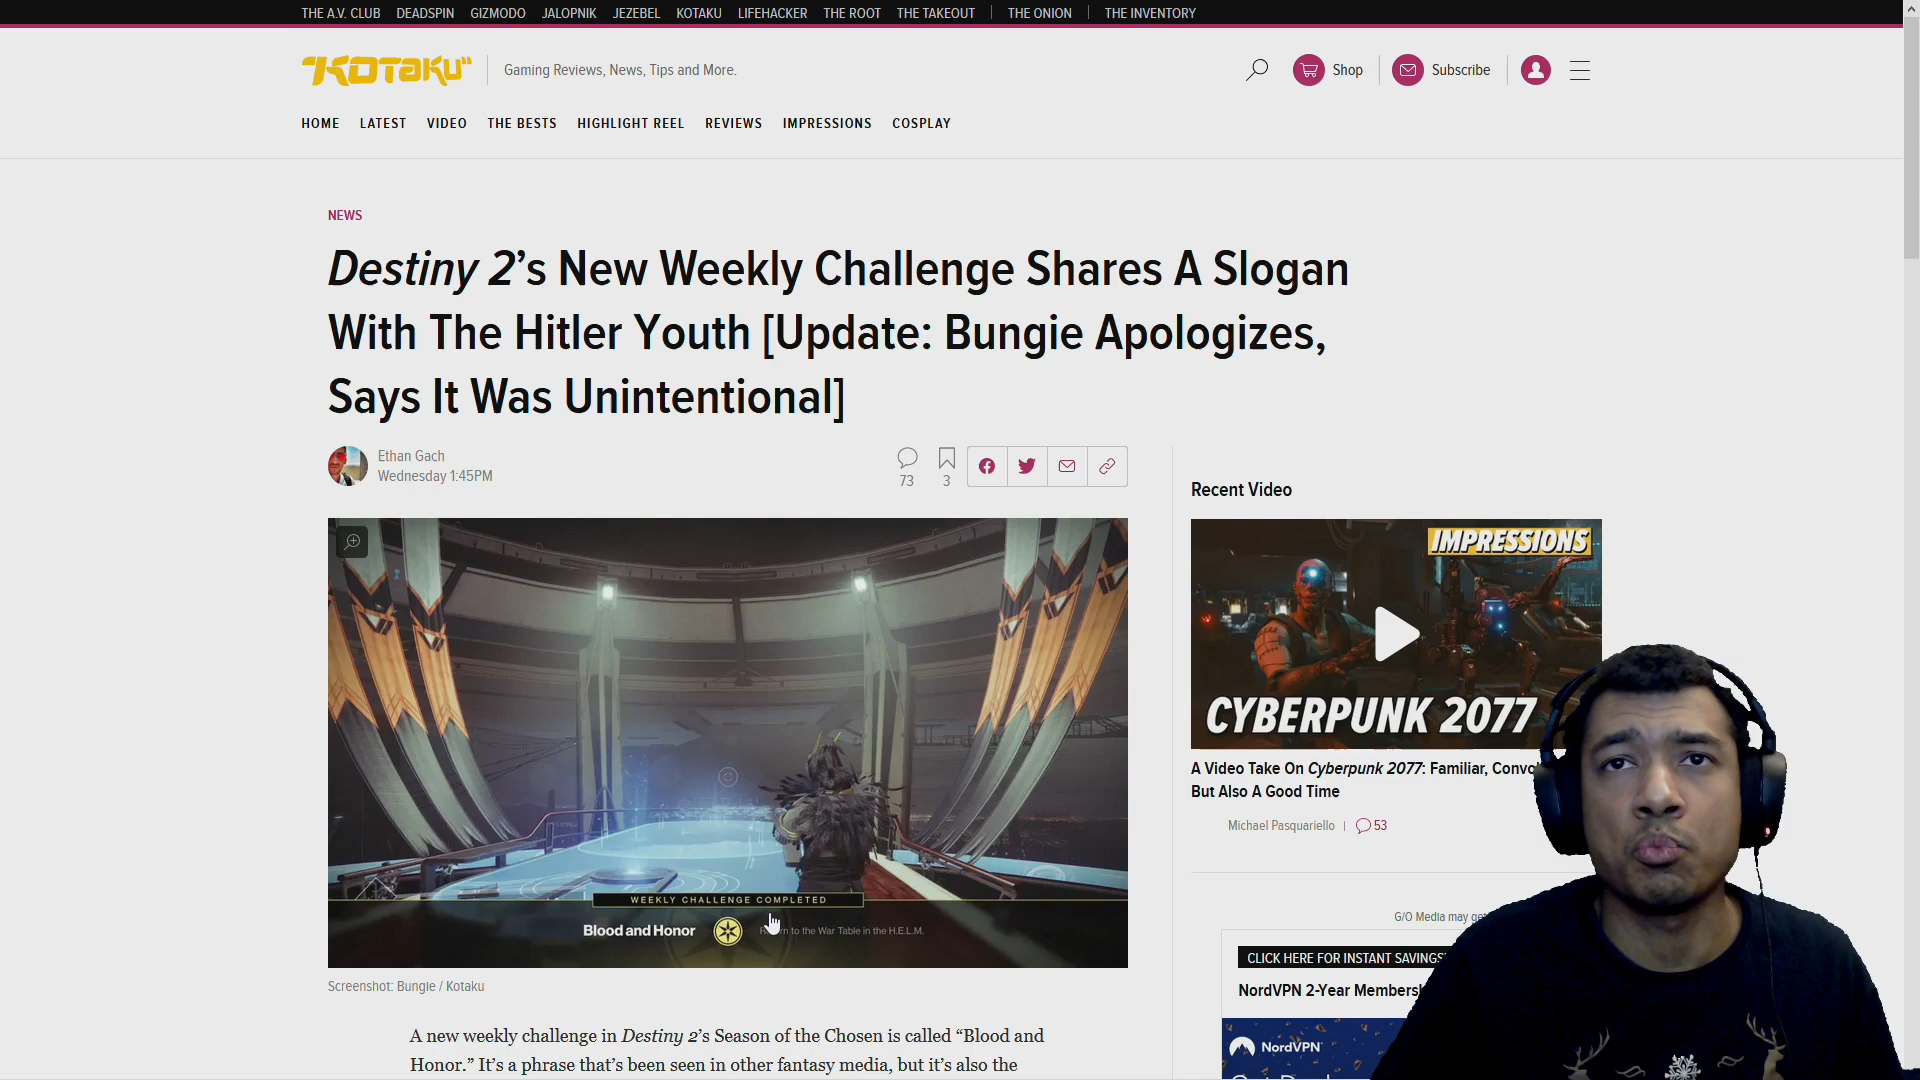 THE A.V. CLUB DEADSPIN GIZMODO JALOPNIK JEZEBEL KOTAKU LIFEHACKER THE ROOT THE TAKEOUT THE ONION THE INVENTORY
KOTAKU Gaming Reviews, News, Tips and More. Shop Subscribe
HOME LATEST VIDEO THE BESTS HIGHLIGHT REEL REVIEWS IMPRESSIONS COSPLAY
NEWS
Destiny 2’s New Weekly Challenge Shares A Slogan
With The Hitler Youth [Update: Bungie Apologizes,
Says It Was Unintentional]
Ethan Gach
Wednesday 1:45PM
73 3
WEEKLY CHALLENGE COMPLETED
Blood and Honor to the War Table in the H.E.L.M.
Screenshot: Bungie / Kotaku
A new weekly challenge in Destiny 2’s Season of the Chosen is called “Blood and
Honor.” It’s a phrase that’s been seen in other fantasy media, but it’s also the
Recent Video
IMPRESSIONS
CYBERPUNK 2077
A Video Take On Cyberpunk 2077: Familiar,
But Also A Good Time
Michael Pasquariello | 53
G/O Media may
CLICK HERE FOR INSTANT SAVINGS
NordVPN 2-Year
NordVPN